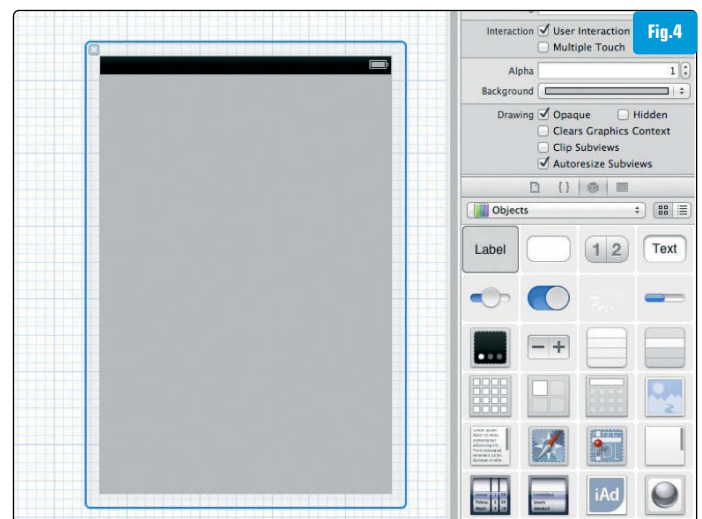 Fig.4
Interaction User Interaction
Multiple Touch
Alpha 1
Background
Drawing Opaque Hidden
Clears Graphics Context
Clip Subviews
Autoresize Subviews
{}
Objects
Label
1 2
Text
iAd